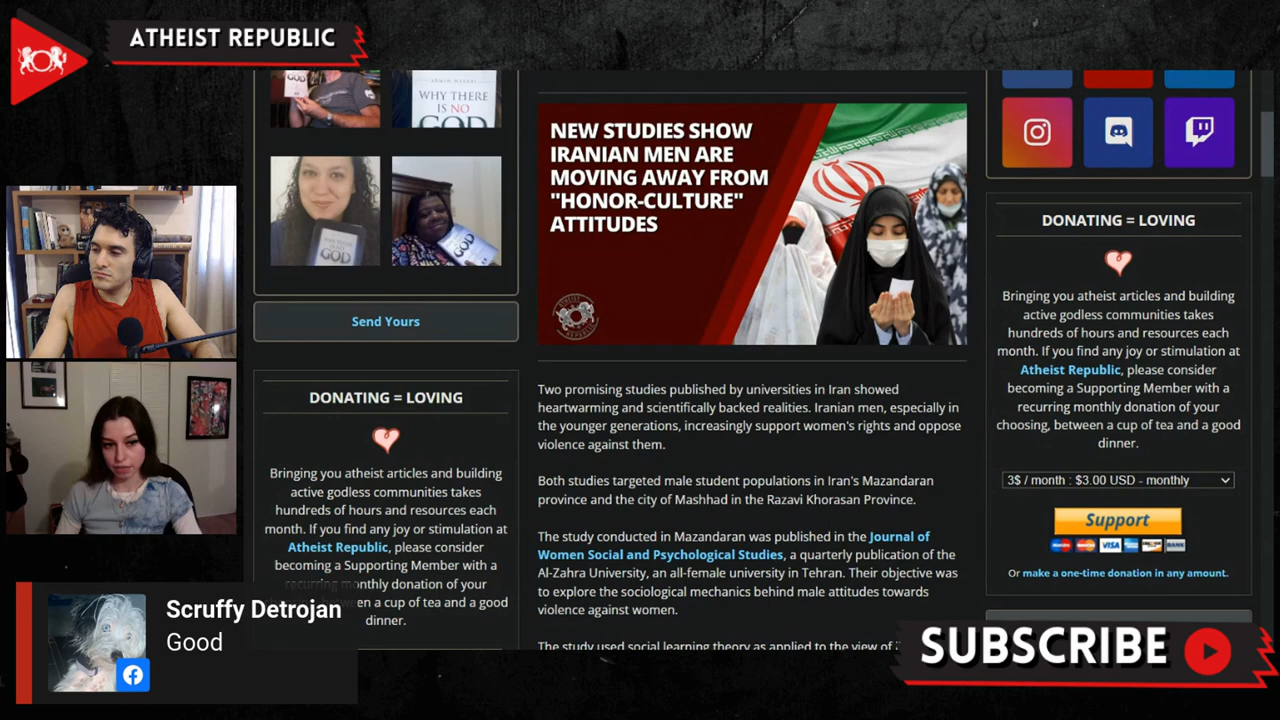 ATHEIST REPUBLIC
WHY THERE
IS NO
GOD
GOD
GOD
Send Yours
DONATING = LOVING
Bringing you atheist articles and building
active godless communities takes
hundreds of hours and resources each
month. If you find any joy or stimulation at
Atheist Republic, please consider
becoming a Supporting Member with a
recurring monthly donation of your
en a cup of tea and a good
dinner.
NEW STUDIES SHOW
IRANIAN MEN ARE
MOVING AWAY FROM
"HONOR-CULTURE"
ATTITUDES
Two promising studies published by universities in Iran showed
heartwarming and scientifically backed realities. Iranian men, especially in
the younger generations, increasingly support women's rights and oppose
violence against them.
Both studies targeted male student populations in Iran's Mazandaran
province and the city of Mashhad in the Razavi Khorasan Province.
The study conducted in Mazandaran was published in the Journal of
Women Social and Psychological Studies, a quarterly publication of the
Al-Zahra University, an all-female university in Tehran. Their objective was
to explore the sociological mechanics behind male attitudes towards
violence against women.
The study used social learning theory as applied to the view of
DONATING = LOVING
Bringing you atheist articles and building
active godless communities takes
hundreds of hours and resources each
month. If you find any joy or stimulation at
Atheist Republic, please consider
becoming a Supporting Member with a
recurring monthly donation of your
choosing, between a cup of tea and a good
dinner.
3$ / month : $3.00 USD - monthly
Support
VISA
BANK
Or make a one-time donation in any amount.
Scruffy Detrojan
Good
SUBSCRIBE